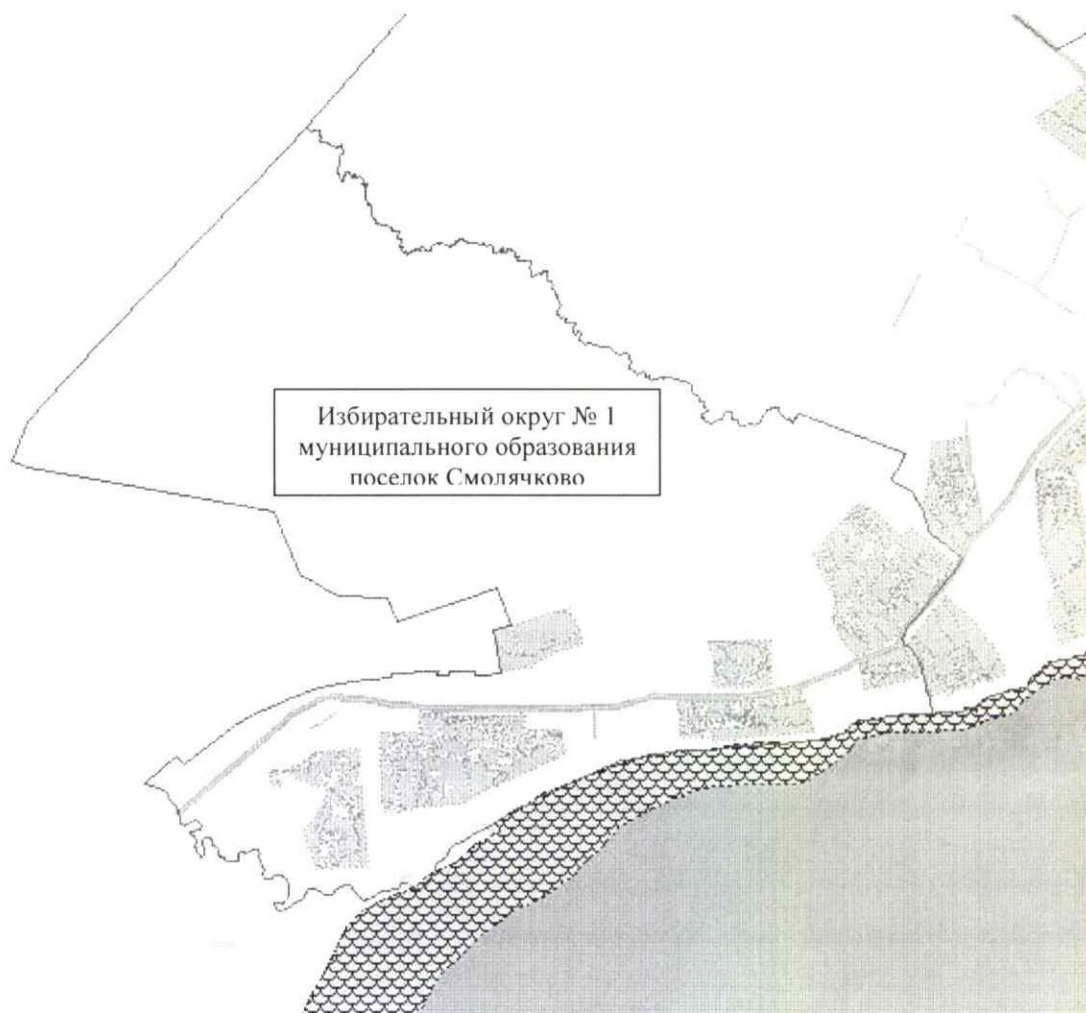 Избирательный округ № 1
муниципального образования
поселок Смолячково